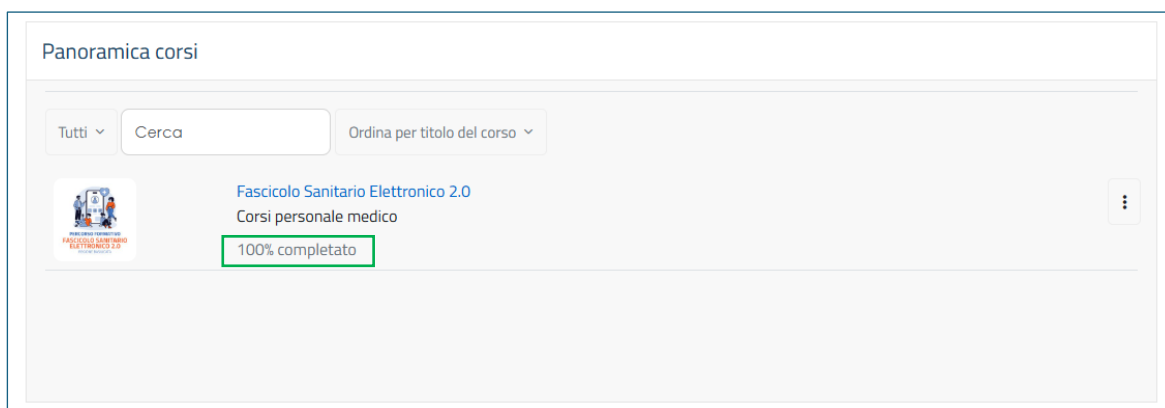 Panoramica corsi
Tutti
Cerca
Ordina per titolo del corso
Fascicolo Sanitario Elettronico 2.0
Corsi personale medico
100% completato
PERCORSO FORMATIVO
FASCICOLO SANITARIO
ELETTRONICO 2.0